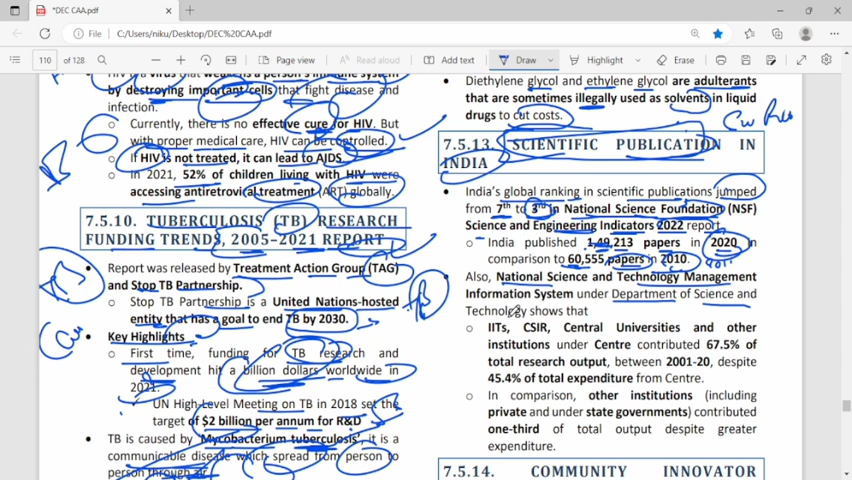 *DEC CAA.pdf
File
C:/Users/niku/Desktop/DEC%20CAA.pdf
110
of 128
Page view
Read aloud
Add text
Draw
Highlight
Erase
HIV is a virus that weakens a person's immune system
by destroying important cells that fight disease and
infection.
o Currently, there is no effective cure for HIV. But
with proper medical care, HIV can be controlled.
o If HIV is not treated, it can lead to AIDS.
o In 2021, 52% of children living with HIV were
accessing antiretroviral treatment (ART) globally.
7.5.10. TUBERCULOSIS (TB) RESEARCH
FUNDING TRENDS, 2005-2021 REPORT
• Report was released by Treatment Action Group (TAG)
and Stop TB Partnership.
o Stop TB Partnership is a United Nations-hosted
entity that has a goal to end TB by 2030.
• Key Highlights
o First time, funding for TB research and
development hit a billion dollars worldwide in
2021.
UN High-Level Meeting on TB in 2018 set the
target of $2 billion per annum for R&D
• TB is caused by 'Mycobacterium tuberculosis', it is a
communicable disease which spread from person to
person through air
• Diethylene glycol and ethylene glycol are adulterants
that are sometimes illegally used as solvents in liquid
drugs to cut costs.
7.5.13. SCIENTIFIC PUBLICATION IN
INDIA
• India's global ranking in scientific publications jumped
from 7th to 3rd in National Science Foundation (NSF)
Science and Engineering Indicators 2022 report.
India published 1,49,213 papers in 2020 in
comparison to 60,555 papers in 2010.
• Also, National Science and Technology Management
Information System under Department of Science and
Technology shows that
o IITs, CSIR, Central Universities and other
institutions under Centre contributed 67.5% of
total research output, between 2001-20, despite
45.4% of total expenditure from Centre.
o In comparison, other institutions (including
private and under state governments) contributed
one-third of total output despite greater
expenditure.
7.5.14. COMMUNITY INNOVATOR